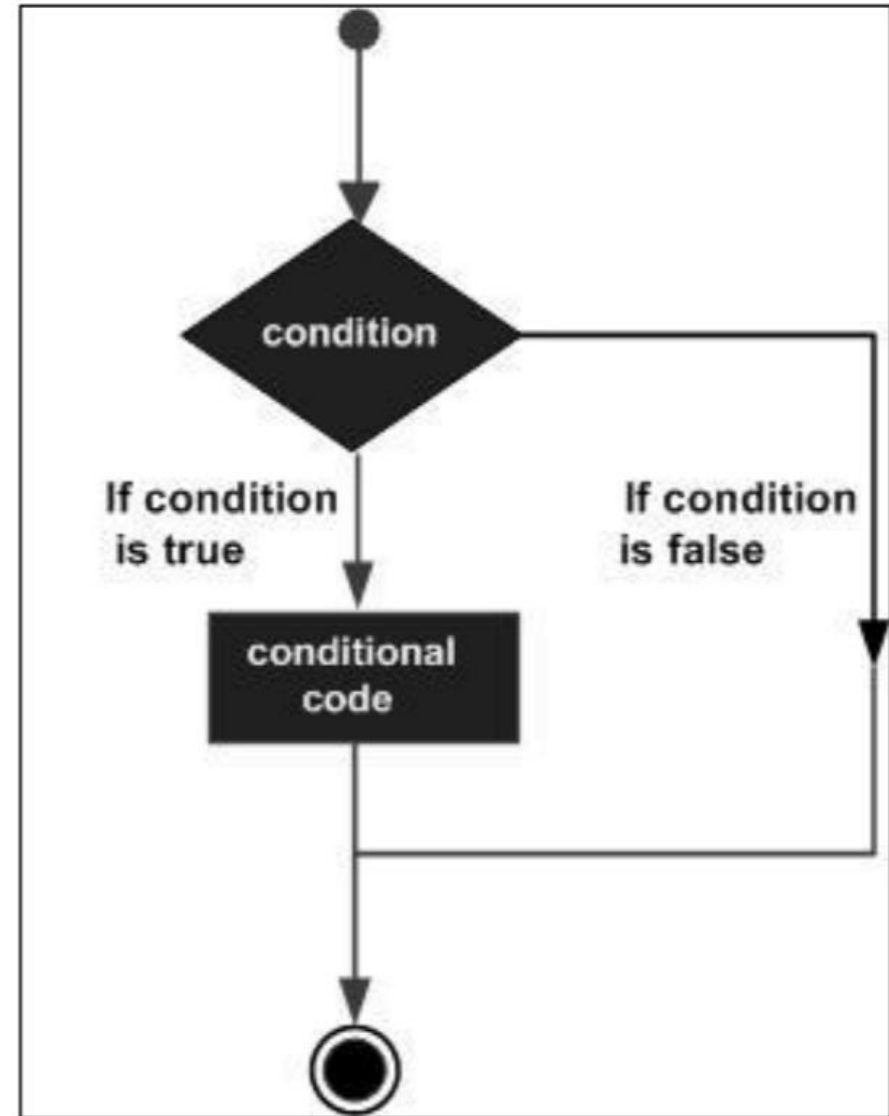 condition
If condition
is true
If condition
is false
conditional
code